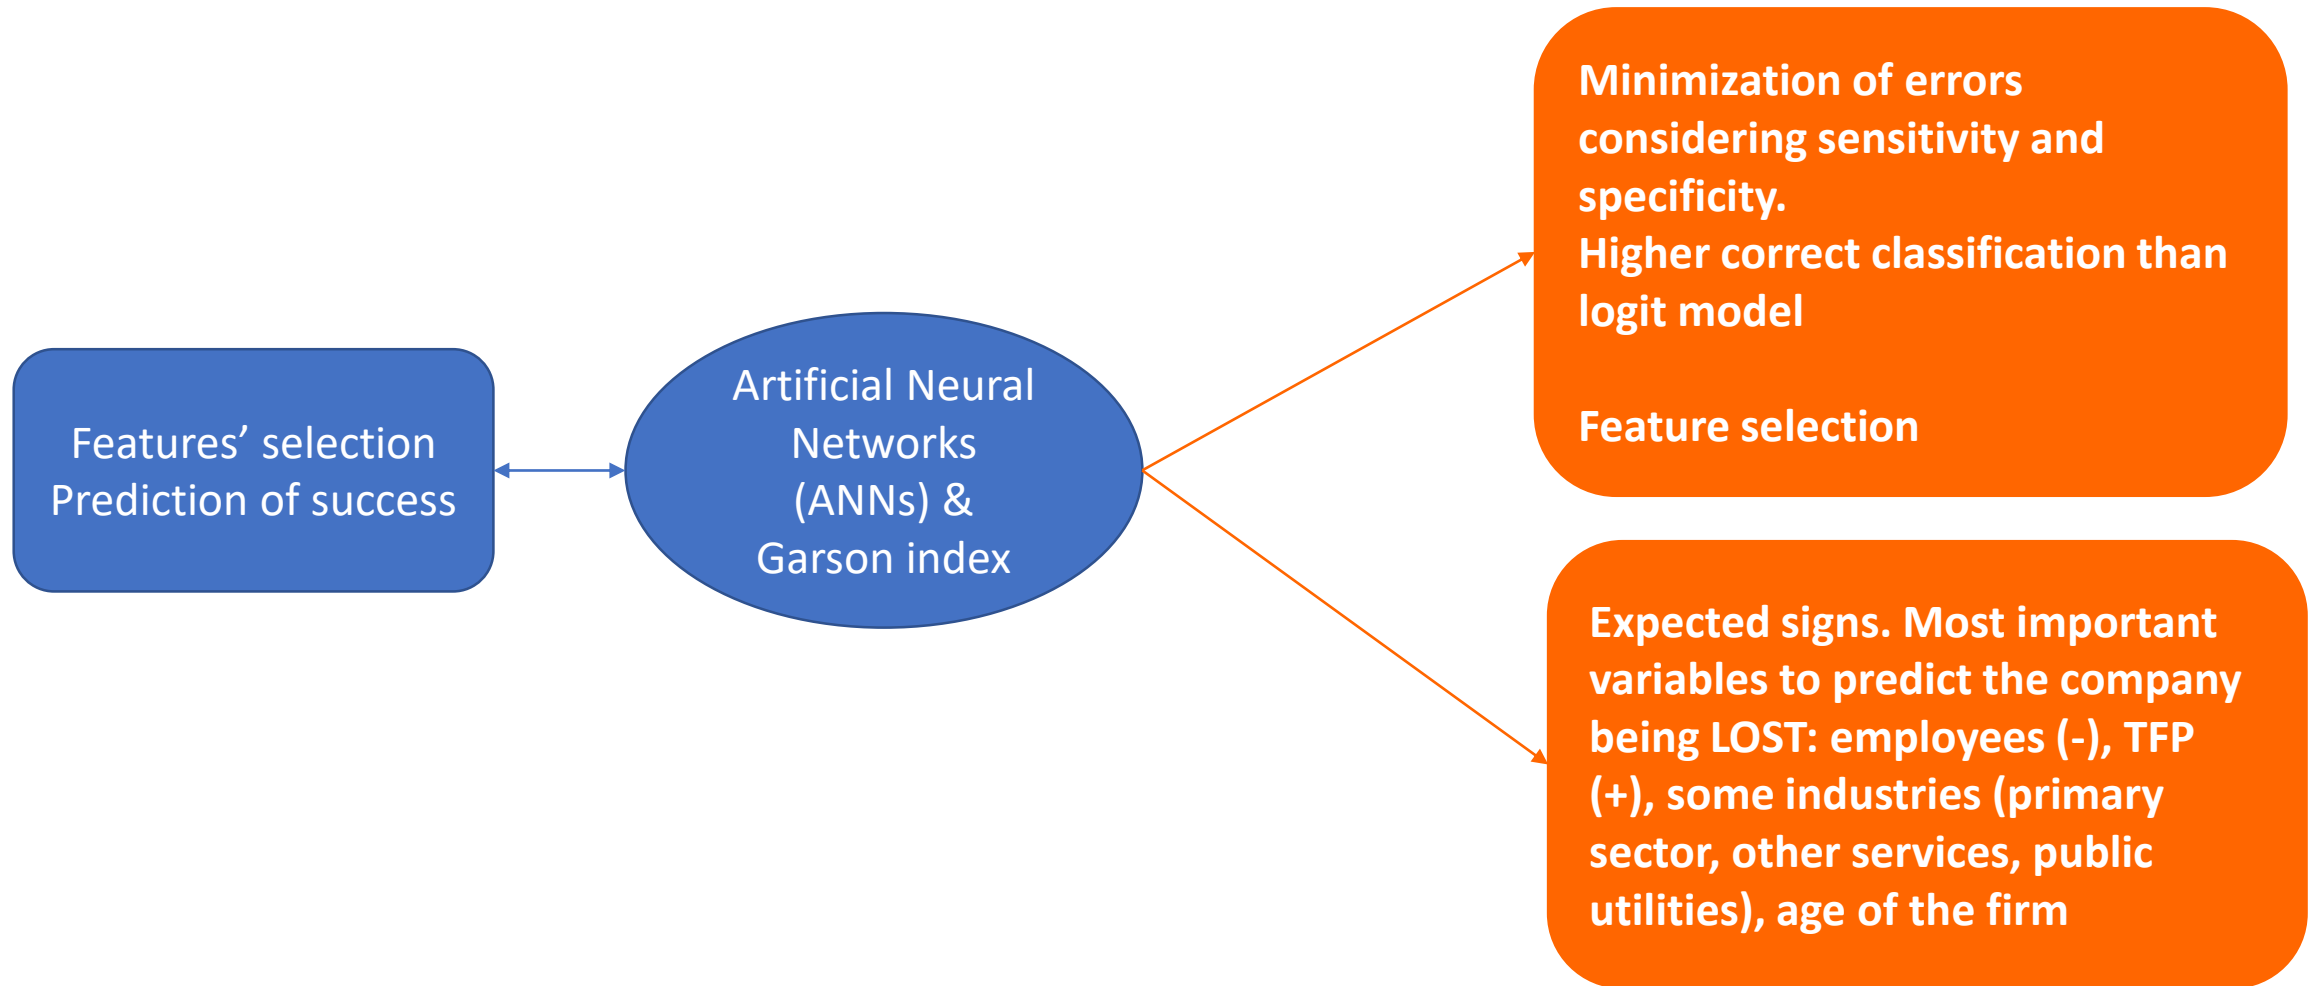 Features’ selection
Prediction of success
Artificial Neural
Networks
(ANNs) &
Garson index
Minimization of errors
considering sensitivity and
specificity.
Higher correct classification than
logit model
Feature selection
Expected signs. Most important
variables to predict the company
being LOST: employees (-), TFP
(+), some industries (primary
sector, other services, public
utilities), age of the firm